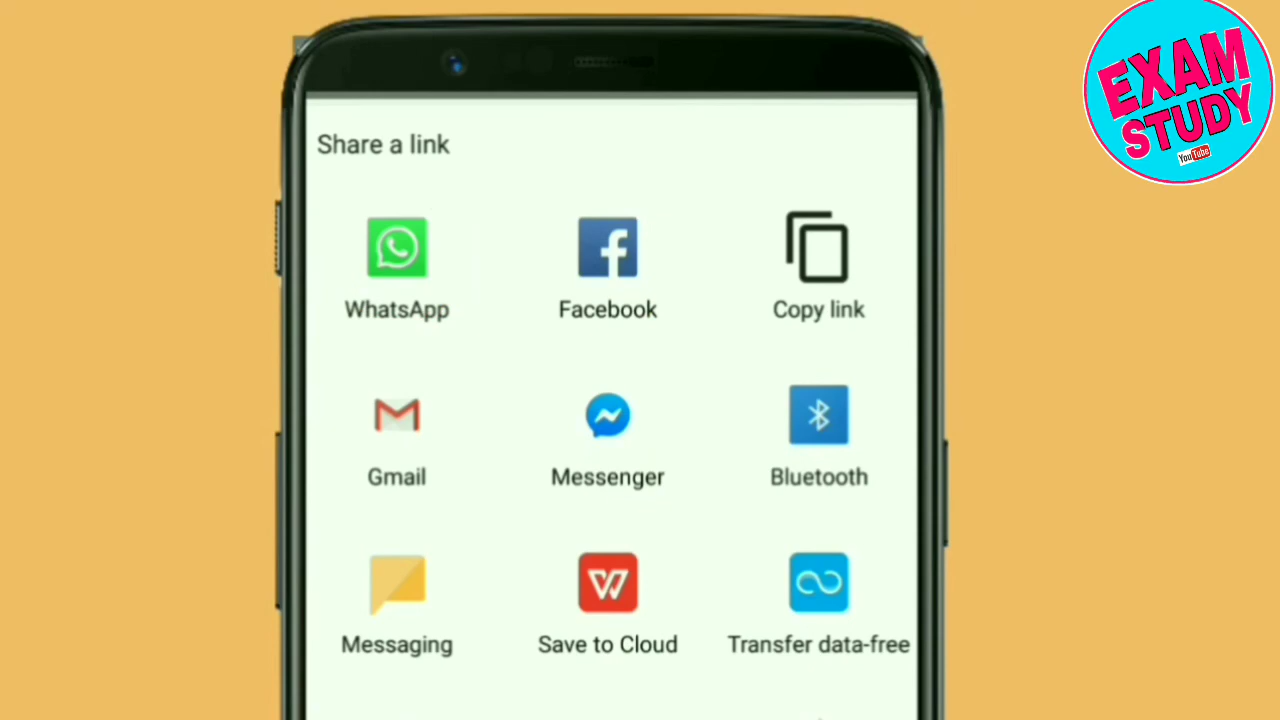 Share a link
WhatsApp
Facebook
Copy link
Gmail
Messenger
Bluetooth
Messaging
Save to Cloud
Transfer data-free
EXAM
STUDY
YouTube